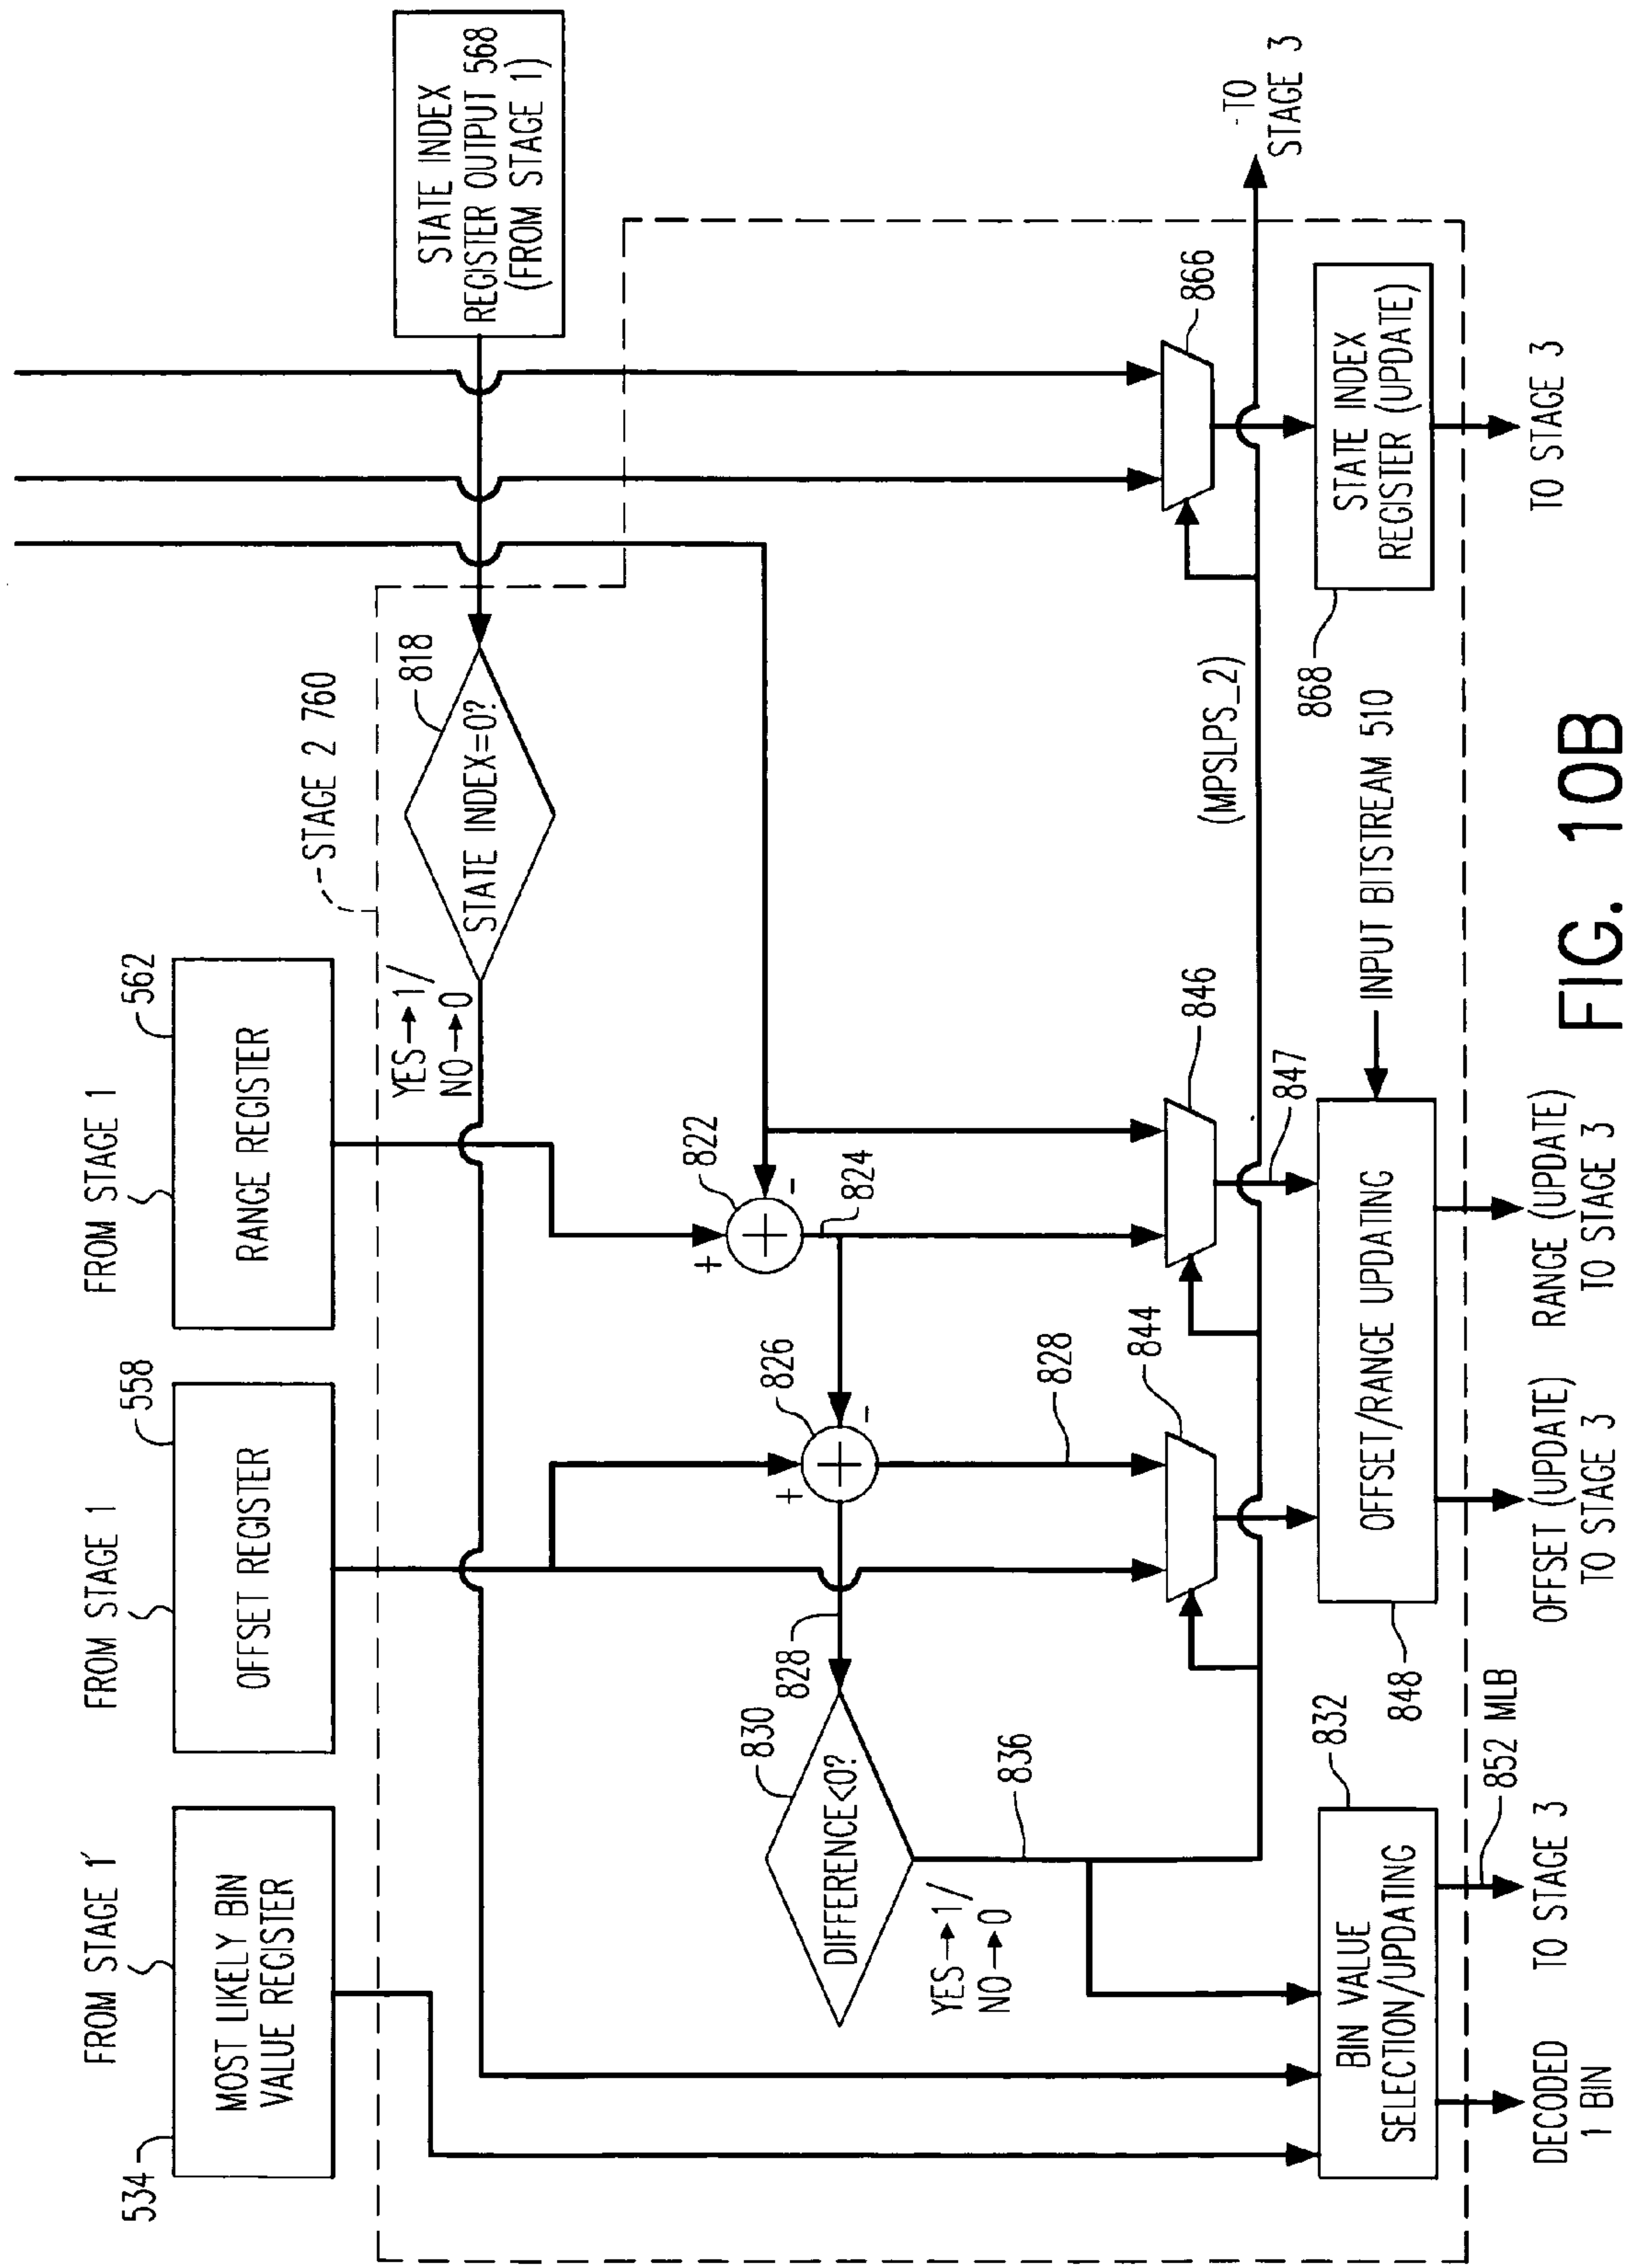 FROM STAGE 1
534
MOST LIKELY BIN
VALUE REGISTER
FROM STAGE 1
558
OFFSET REGISTER
FROM STAGE 1
562
RANGE REGISTER
STATE INDEX
REGISTER OUTPUT 568
(FROM STAGE 1)
STAGE 2 760
818
STATE INDEX=0?
YES→1/
NO→0
822
+
-
824
826
+
-
828
828
830
DIFFERENCE<0?
YES→1/
NO→0
836
844
846
847
(MPSLPS_2)
866
TO
STAGE 3
832
BIN VALUE
SELECTION/UPDATING
848
OFFSET/RANGE UPDATING
INPUT BITSTREAM 510
868
STATE INDEX
REGISTER (UPDATE)
852 MLB
DECODED
1 BIN
TO STAGE 3
OFFSET (UPDATE)
TO STAGE 3
RANGE (UPDATE)
TO STAGE 3
TO STAGE 3
FIG. 10B